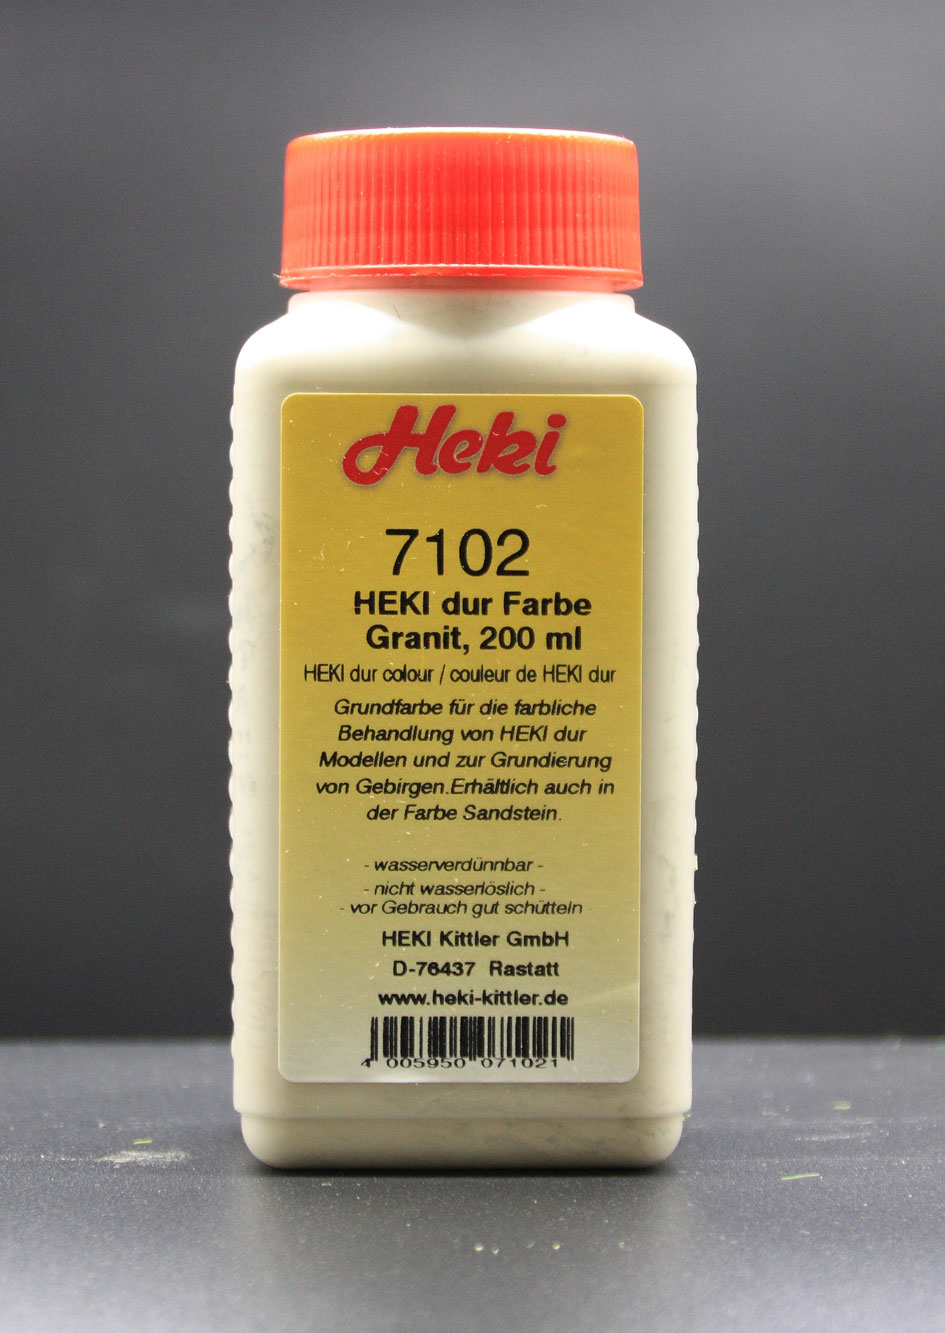 Heki
7102
HEKI dur Farbe
Granit, 200 ml
HEKI dur colour / couleur de HEKI dur
Grundfarbe für die farbliche
Behandlung von HEKI dur
Modellen und zur Grundierung
von Gebirgen.Erhältlich auch in
der Farbe Sandstein.
- wasserverdünnbar -
- nicht wasserlöslich -
- vor Gebrauch gut schütteln
HEKI Kittler GmbH
D-76437 Rastatt
www.heki-kittler.de
4 005950 071021